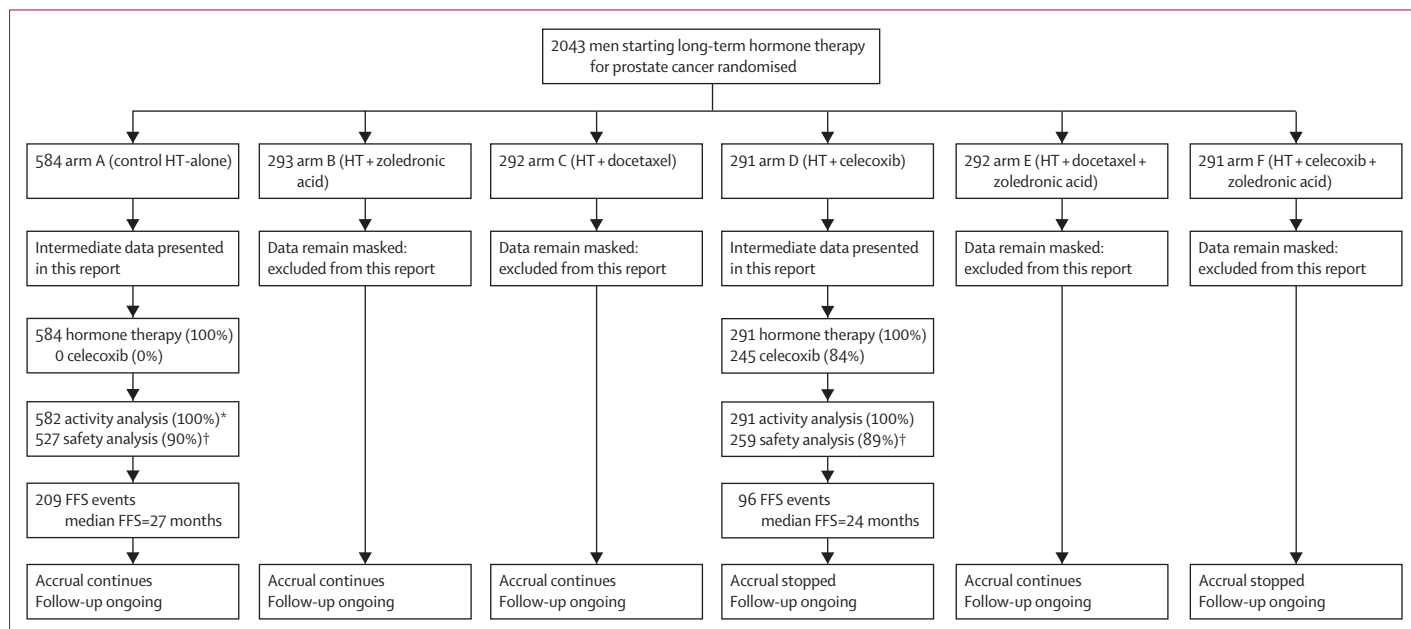 2043 men starting long-term hormone therapy
for prostate cancer randomised
584 arm A (control HT-alone)
293 arm B (HT + zoledronic
acid)
292 arm C (HT + docetaxel)
291 arm D (HT + celecoxib)
292 arm E (HT + docetaxel +
zoledronic acid)
291 arm F (HT + celecoxib +
zoledronic acid)
Intermediate data presented
in this report
Data remain masked:
excluded from this report
Data remain masked:
excluded from this report
Intermediate data presented
in this report
Data remain masked:
excluded from this report
Data remain masked:
excluded from this report
584 hormone therapy (100%)
0 celecoxib (0%)
291 hormone therapy (100%)
245 celecoxib (84%)
582 activity analysis (100%)*
527 safety analysis (90%)†
291 activity analysis (100%)
259 safety analysis (89%)†
209 FFS events
median FFS=27 months
96 FFS events
median FFS=24 months
Accrual continues
Follow-up ongoing
Accrual continues
Follow-up ongoing
Accrual continues
Follow-up ongoing
Accrual stopped
Follow-up ongoing
Accrual continues
Follow-up ongoing
Accrual stopped
Follow-up ongoing